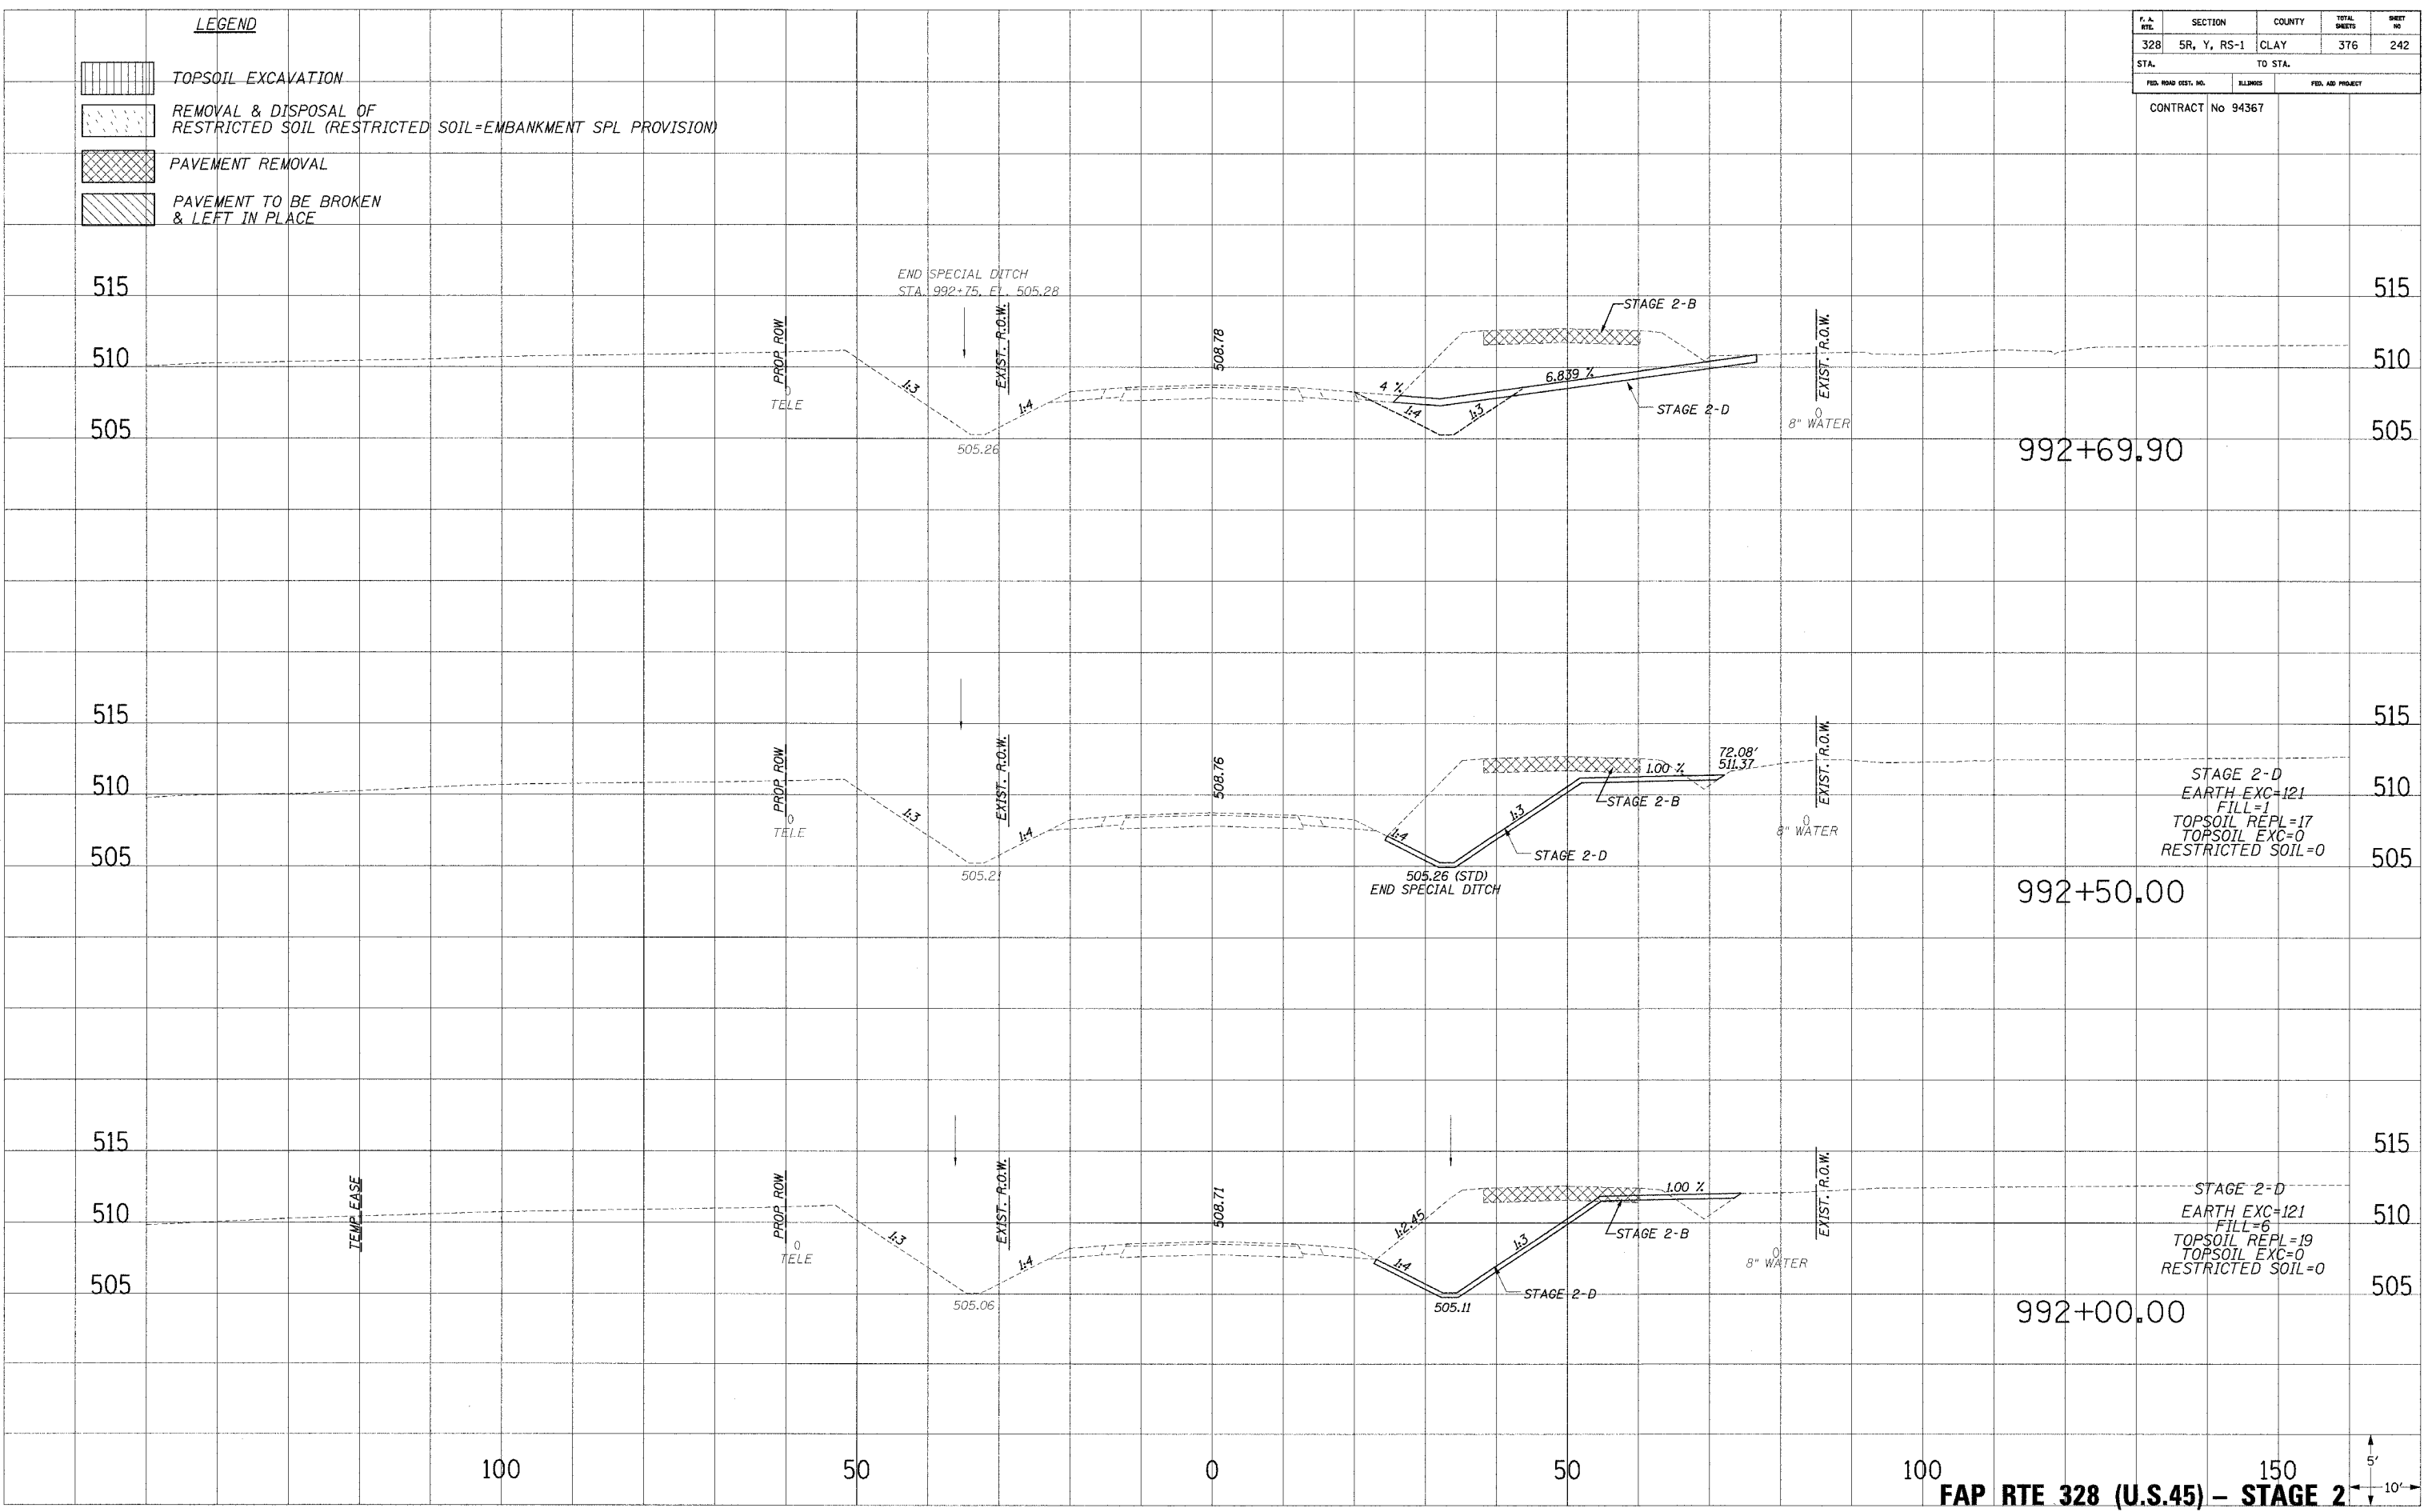 LEGEND
TOPSOIL EXCAVATION
REMOVAL & DISPOSAL OF
RESTRICTED SOIL (RESTRICTED SOIL=EMBANKMENT SPL PROVISION)
PAVEMENT REMOVAL
PAVEMENT TO BE BROKEN
& LEFT IN PLACE
F. A. RTE. SECTION COUNTY TOTAL SHEETS SHEET NO
328 5R, Y, RS-1 CLAY 376 242
STA. TO STA.
FED. ROAD DIST. NO. ILLINOIS FED. AID PROJECT
CONTRACT No 94367
515 515
510 510
505 505
END SPECIAL DITCH
STA. 992+75, EL. 505.28
PROP. ROW
0
TELE
1:3
505.26
EXIST. R.O.W.
1:4
508.78
4 %
1:4
1:3
6.839 %
STAGE 2-B
STAGE 2-D
EXIST. R.O.W.
0
8" WATER
992+69.90
515 515
510 510
505 505
PROP. ROW
0
TELE
1:3
505.21
EXIST. R.O.W.
1:4
508.76
1:4
1:3
1.00 %
72.08'
511.37
STAGE 2-B
STAGE 2-D
505.26 (STD)
END SPECIAL DITCH
EXIST. R.O.W.
0
8" WATER
STAGE 2-D
EARTH EXC=121
FILL=1
TOPSOIL REPL=17
TOPSOIL EXC=0
RESTRICTED SOIL=0
992+50.00
515 515
510 510
505 505
TEMP. EASE
PROP. ROW
0
TELE
1:3
505.06
EXIST. R.O.W.
1:4
508.71
1:2.45
1:4
1:3
1.00 %
STAGE 2-B
STAGE 2-D
505.11
EXIST. R.O.W.
0
8" WATER
STAGE 2-D
EARTH EXC=121
FILL=6
TOPSOIL REPL=19
TOPSOIL EXC=0
RESTRICTED SOIL=0
992+00.00
100 50 0 50 100 150
5'
10'
FAP RTE 328 (U.S.45) – STAGE 2